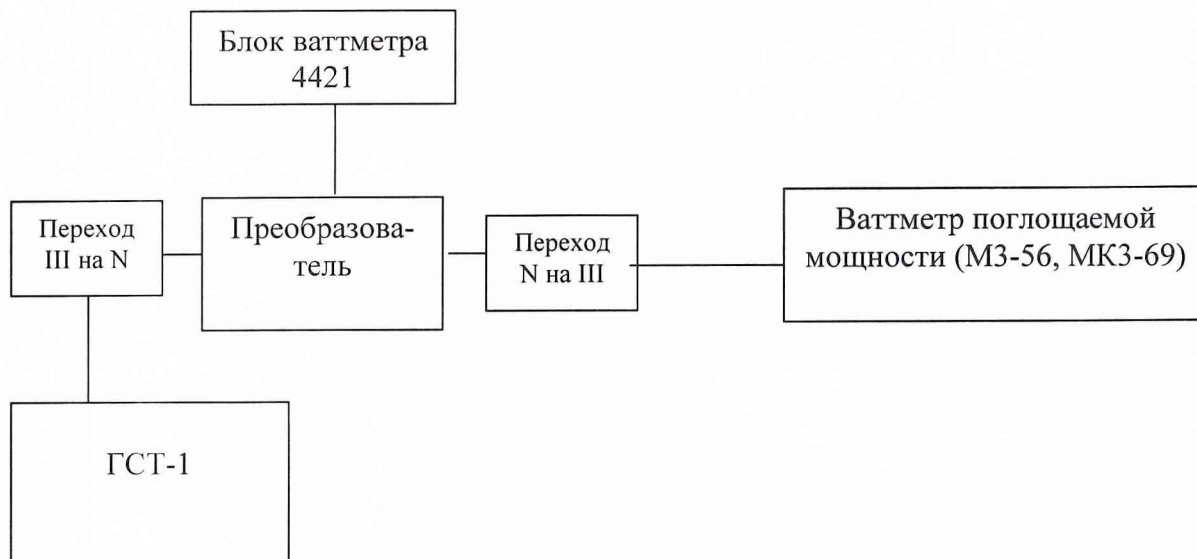 Блок ваттметра
4421
Переход
III на N
Преобразова-
тель
Переход
N на III
Ваттметр поглощаемой
мощности (М3-56, МК3-69)
ГСТ-1